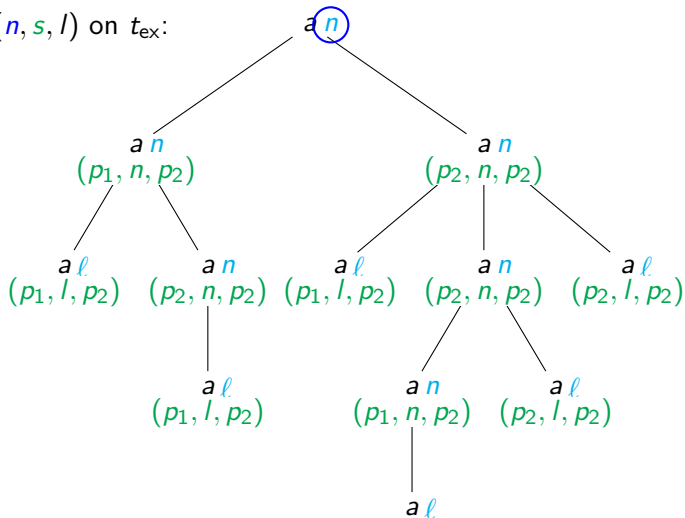 (n, s, l) on t_ex:
a n
a n a n
(p₁, n, p₂) (p₂, n, p₂)
a ℓ a n a ℓ a n a ℓ
(p₁, l, p₂) (p₂, n, p₂) (p₁, l, p₂) (p₂, n, p₂) (p₂, l, p₂)
a ℓ a n a ℓ
(p₁, l, p₂) (p₁, n, p₂) (p₂, l, p₂)
a ℓ